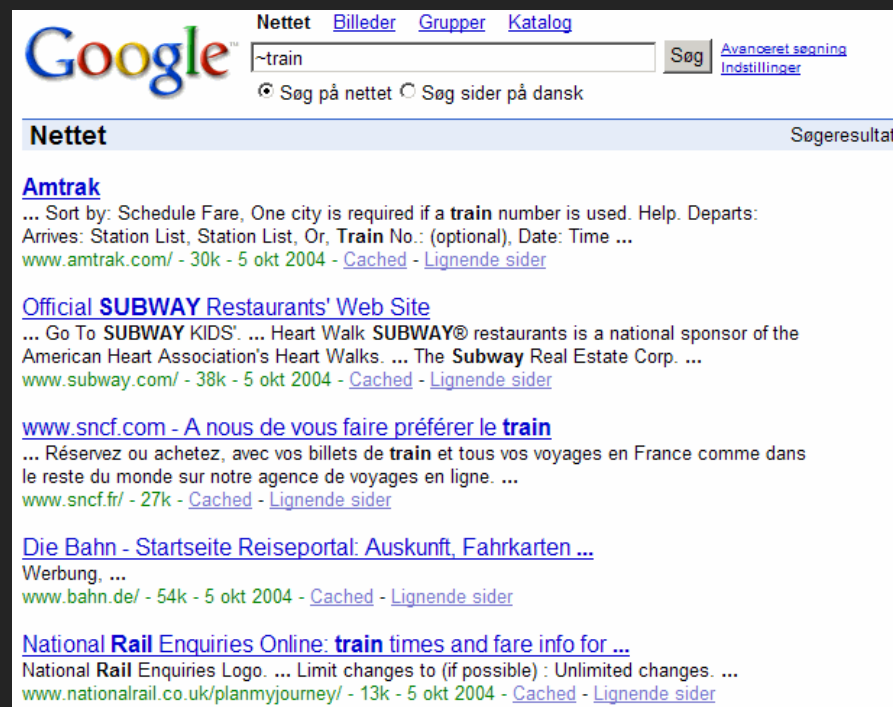 Google™
Nettet Billeder Grupper Katalog
~train
Søg
Avanceret søgning
Indstillinger
Søg på nettet Søg sider på dansk
Nettet
Søgeresultat
Amtrak
... Sort by: Schedule Fare, One city is required if a train number is used. Help. Departs:
Arrives: Station List, Station List, Or, Train No.: (optional), Date: Time ...
www.amtrak.com/ - 30k - 5 okt 2004 - Cached - Lignende sider
Official SUBWAY Restaurants' Web Site
... Go To SUBWAY KIDS'. ... Heart Walk SUBWAY® restaurants is a national sponsor of the
American Heart Association's Heart Walks. ... The Subway Real Estate Corp. ...
www.subway.com/ - 38k - 5 okt 2004 - Cached - Lignende sider
www.sncf.com - A nous de vous faire préférer le train
... Réservez ou achetez, avec vos billets de train et tous vos voyages en France comme dans
le reste du monde sur notre agence de voyages en ligne. ...
www.sncf.fr/ - 27k - Cached - Lignende sider
Die Bahn - Startseite Reiseportal: Auskunft, Fahrkarten ...
Werbung, ...
www.bahn.de/ - 54k - 5 okt 2004 - Cached - Lignende sider
National Rail Enquiries Online: train times and fare info for ...
National Rail Enquiries Logo. ... Limit changes to (if possible) : Unlimited changes. ...
www.nationalrail.co.uk/planmyjourney/ - 13k - 5 okt 2004 - Cached - Lignende sider